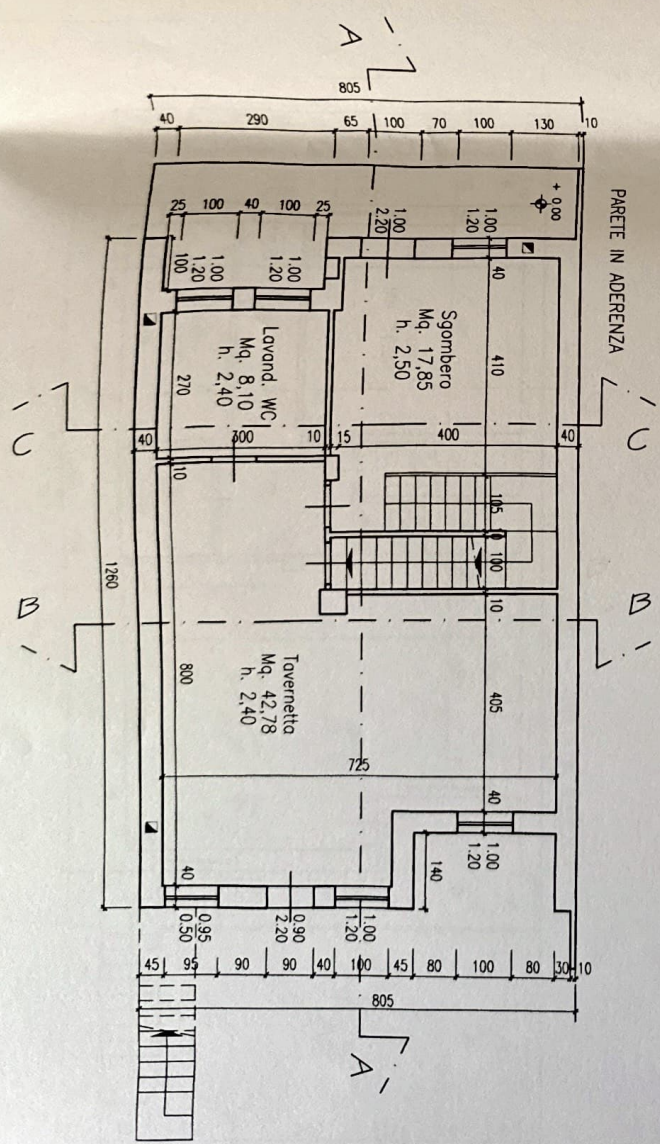 A
805
40 290 65 100 70 100 130 10
PARETE IN ADERENZA
+ 0.00
25 100 40 100 25
1.00
2.20
1.00
1.20
100
1.00
1.20
1.00
1.20
40
Sgombero
Mq. 17,85
h. 2,50
410
Lavand. WC
Mq. 8,10
h. 2,40
270
C
C
40 300 10 15 400 40
10
105
10
100
10
1260
B
B
Tavernetta
Mq. 42,78
h. 2,40
800
405
725
40
1.00
1.20
140
40
0.95
0.50
0.90
2.20
1.00
1.20
45 95 90 90 40 100 45 80 100 80 30 10
805
A